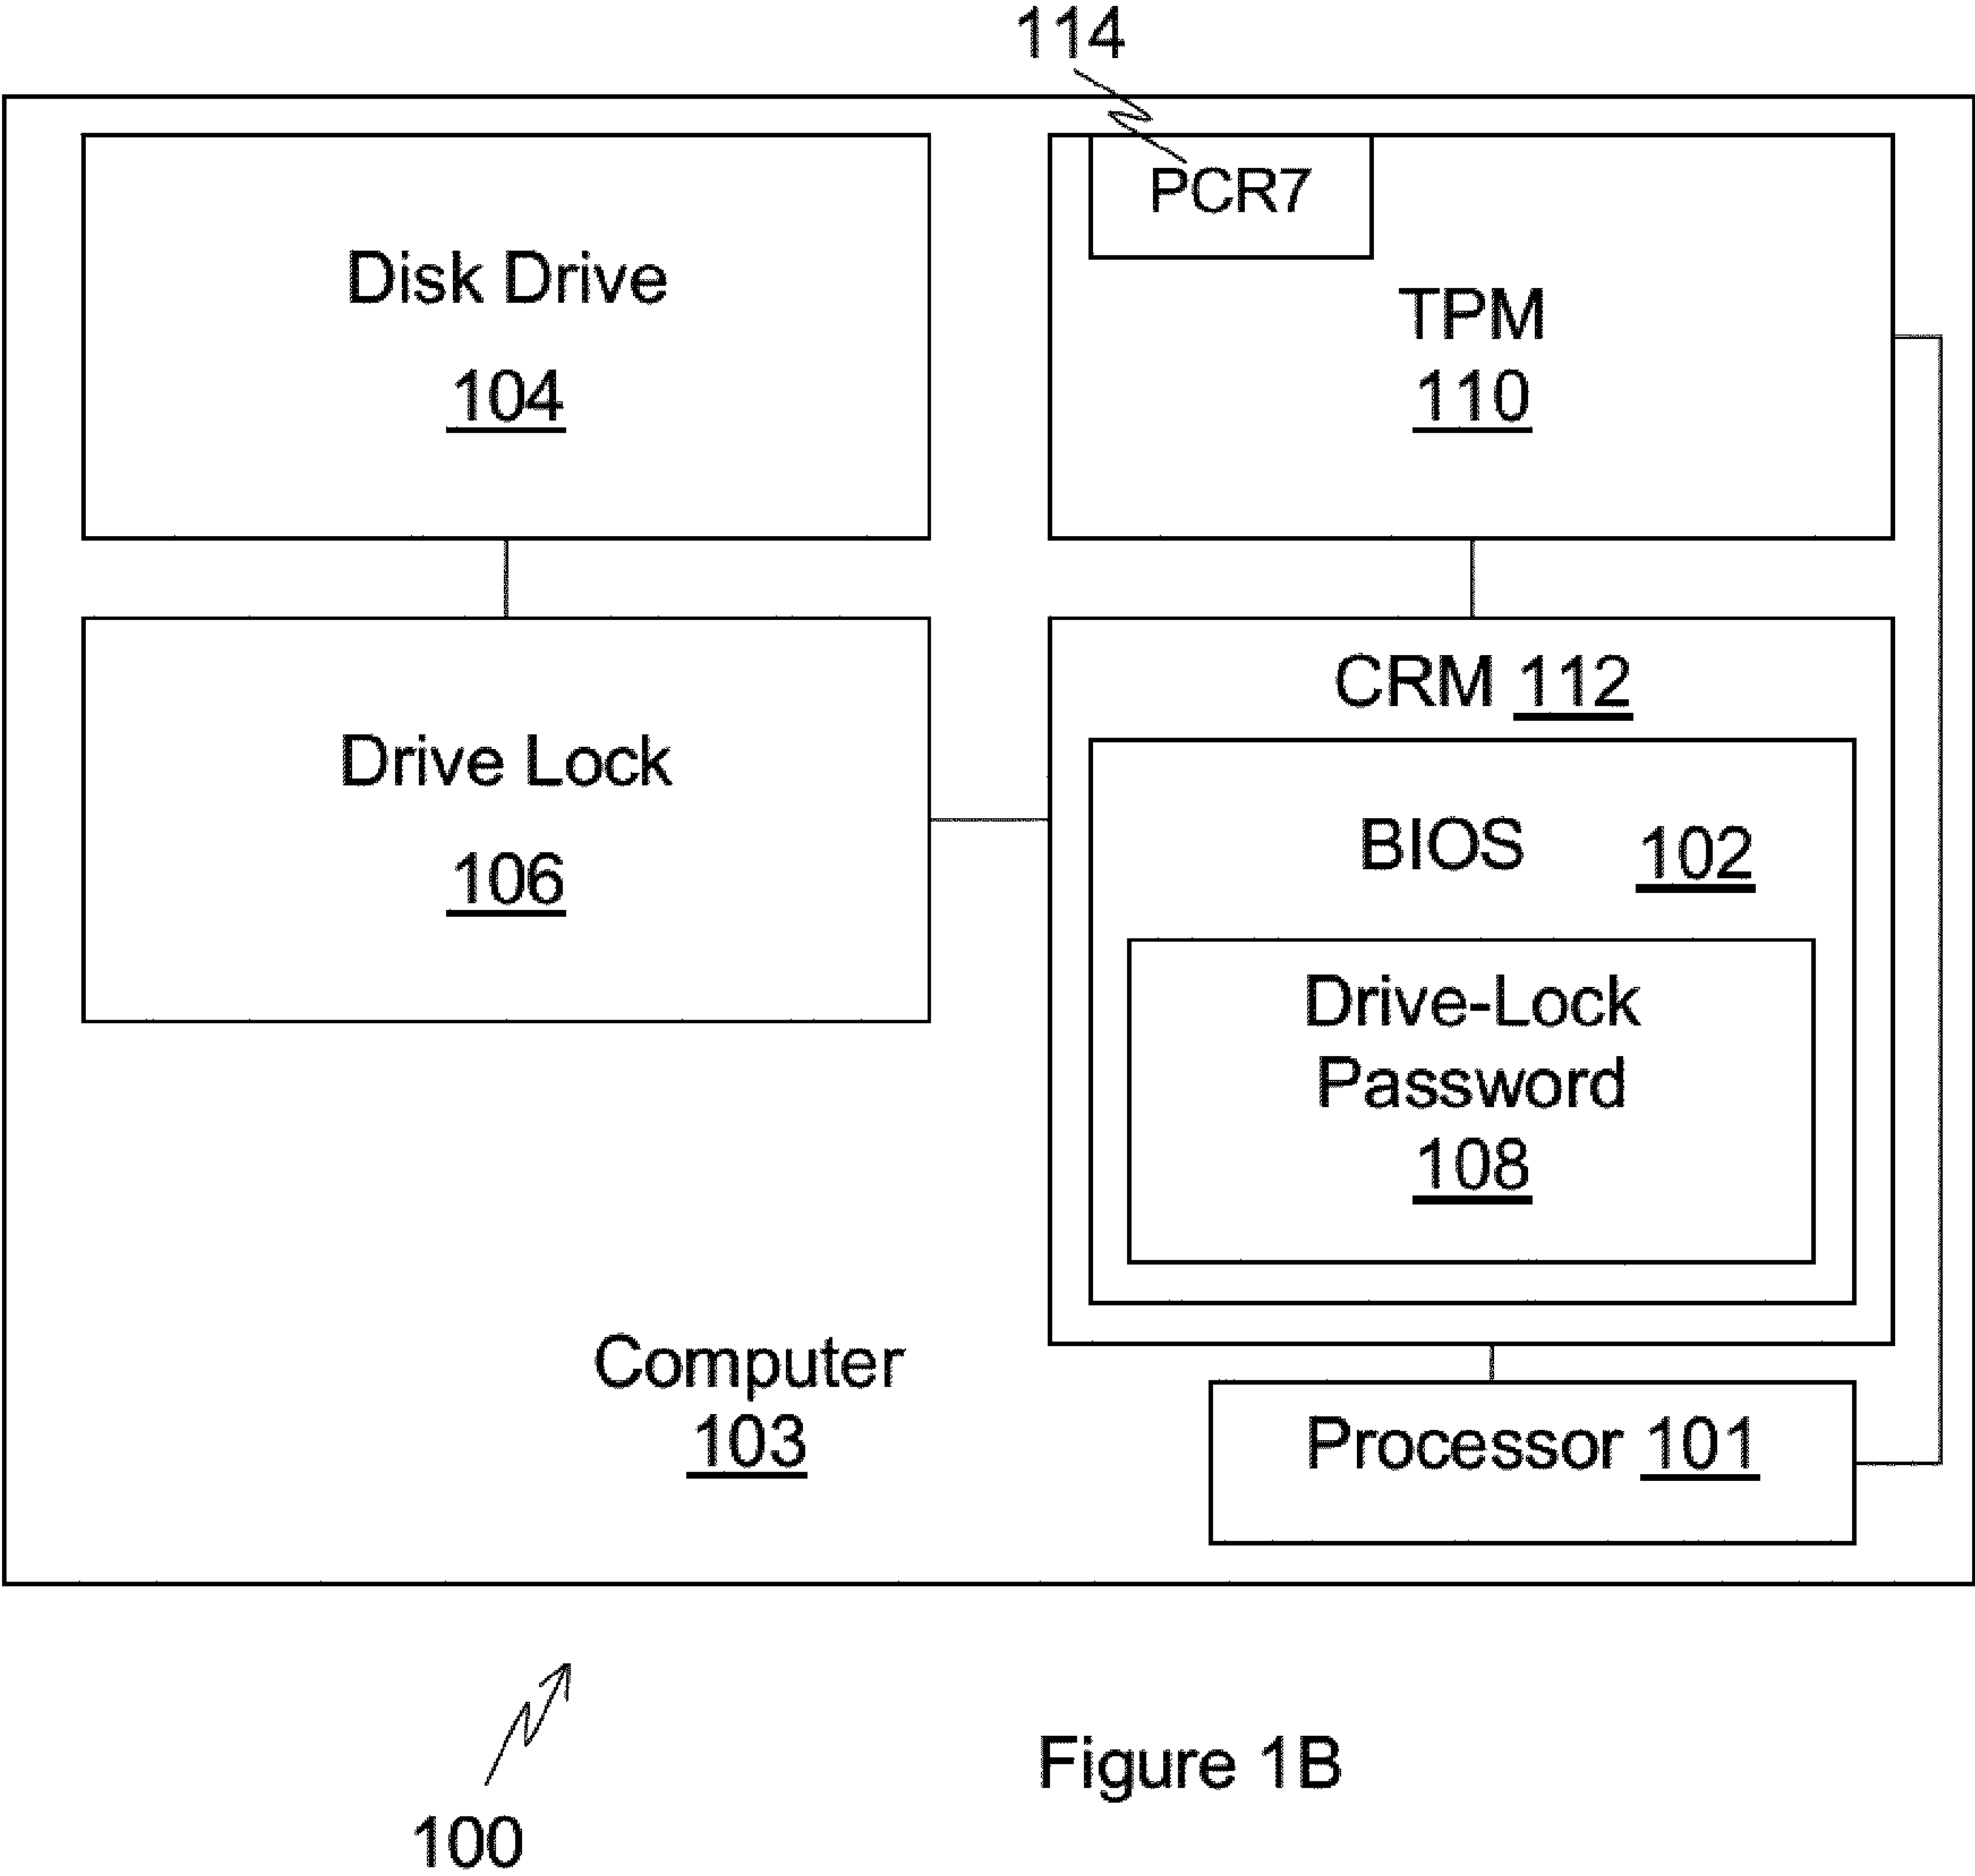 114
PCR7
Disk Drive
104
TPM
110
Drive Lock
106
CRM 112
BIOS 102
Drive-Lock
Password
108
Computer
103
Processor 101
100
Figure 1B